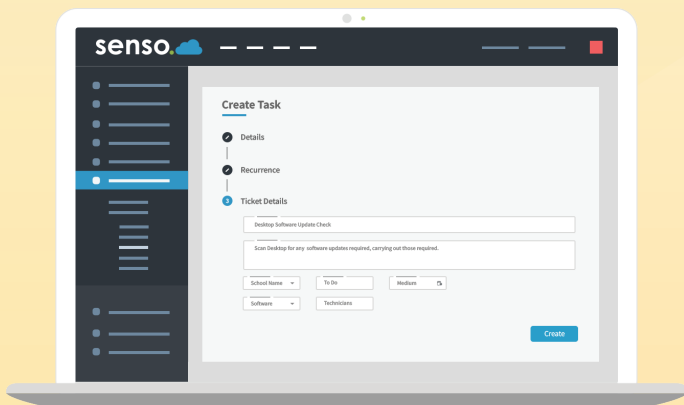 senso.
Create Task
Details
Recurrence
3 Ticket Details
Desktop Software Update Check
Scan Desktop for any software updates required, carrying out those required.
School Name To Do Medium
Software Technicians
Create